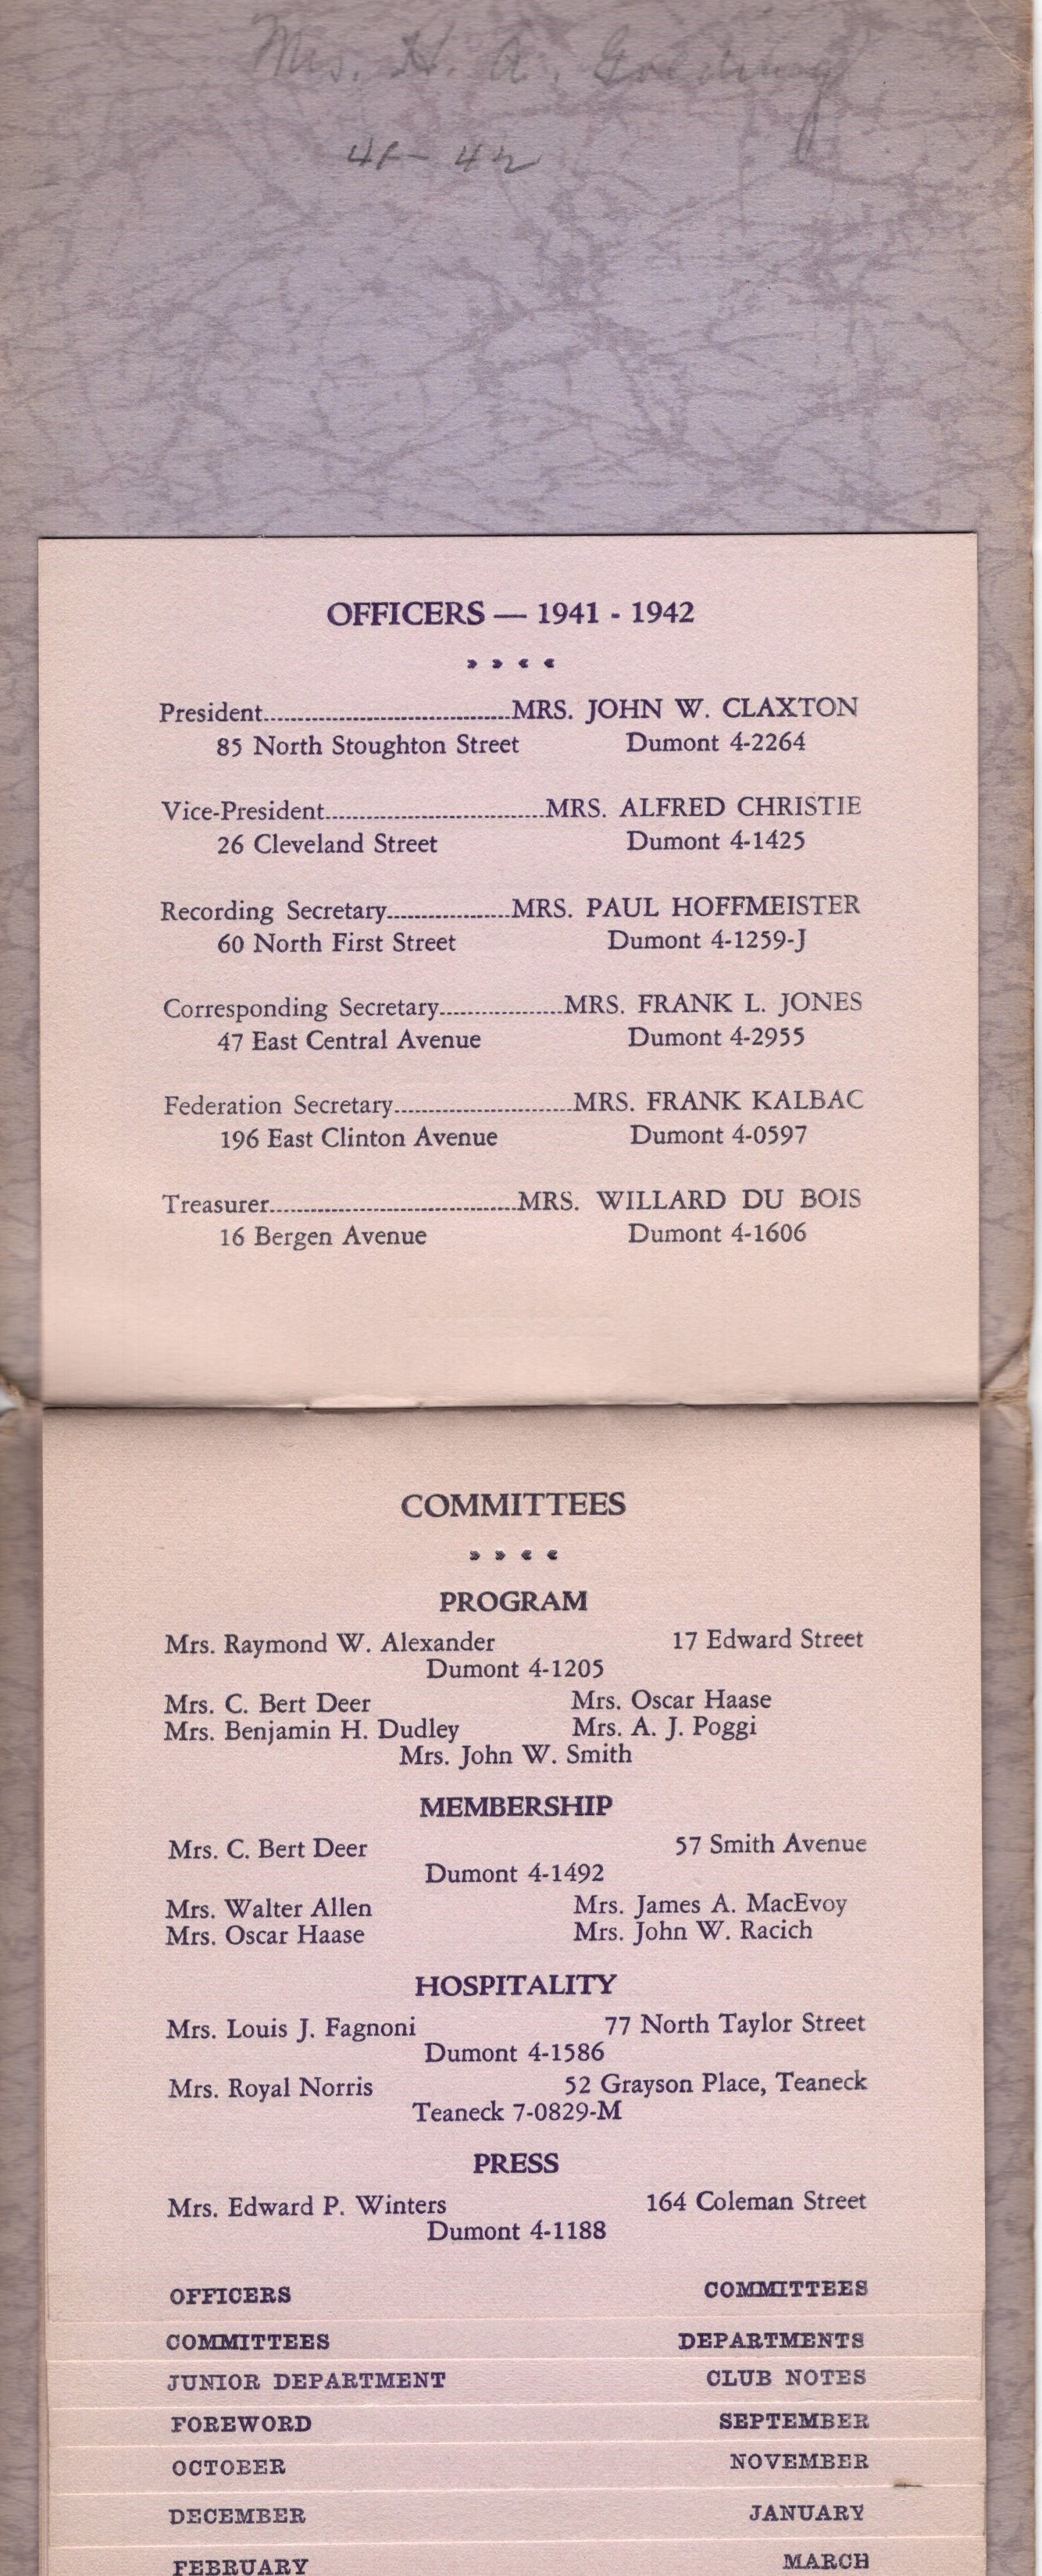 Mrs. H. A.
41- 42
OFFICERS — 1941 - 1942
President MRS. JOHN W. CLAXTON
85 North Stoughton Street Dumont 4-2264
Vice-President MRS. ALFRED CHRISTIE
26 Cleveland Street Dumont 4-1425
Recording Secretary MRS. PAUL HOFFMEISTER
60 North First Street Dumont 4-1259-J
Corresponding Secretary MRS. FRANK L. JONES
47 East Central Avenue Dumont 4-2955
Federation Secretary MRS. FRANK KALBAC
196 East Clinton Avenue Dumont 4-0597
Treasurer MRS. WILLARD DU BOIS
16 Bergen Avenue Dumont 4-1606
COMMITTEES
PROGRAM
Mrs. Raymond W. Alexander 17 Edward Street
Dumont 4-1205
Mrs. C. Bert Deer Mrs. Oscar Haase
Mrs. Benjamin H. Dudley Mrs. A. J. Poggi
Mrs. John W. Smith
MEMBERSHIP
Mrs. C. Bert Deer 57 Smith Avenue
Dumont 4-1492
Mrs. Walter Allen Mrs. James A. MacEvoy
Mrs. Oscar Haase Mrs. John W. Racich
HOSPITALITY
Mrs. Louis J. Fagnoni 77 North Taylor Street
Dumont 4-1586
Mrs. Royal Norris 52 Grayson Place, Teaneck
Teaneck 7-0829-M
PRESS
Mrs. Edward P. Winters 164 Coleman Street
Dumont 4-1188
OFFICERS COMMITTEES
COMMITTEES DEPARTMENTS
JUNIOR DEPARTMENT CLUB NOTES
FOREWORD SEPTEMBER
OCTOBER NOVEMBER
DECEMBER JANUARY
FEBRUARY MARCH